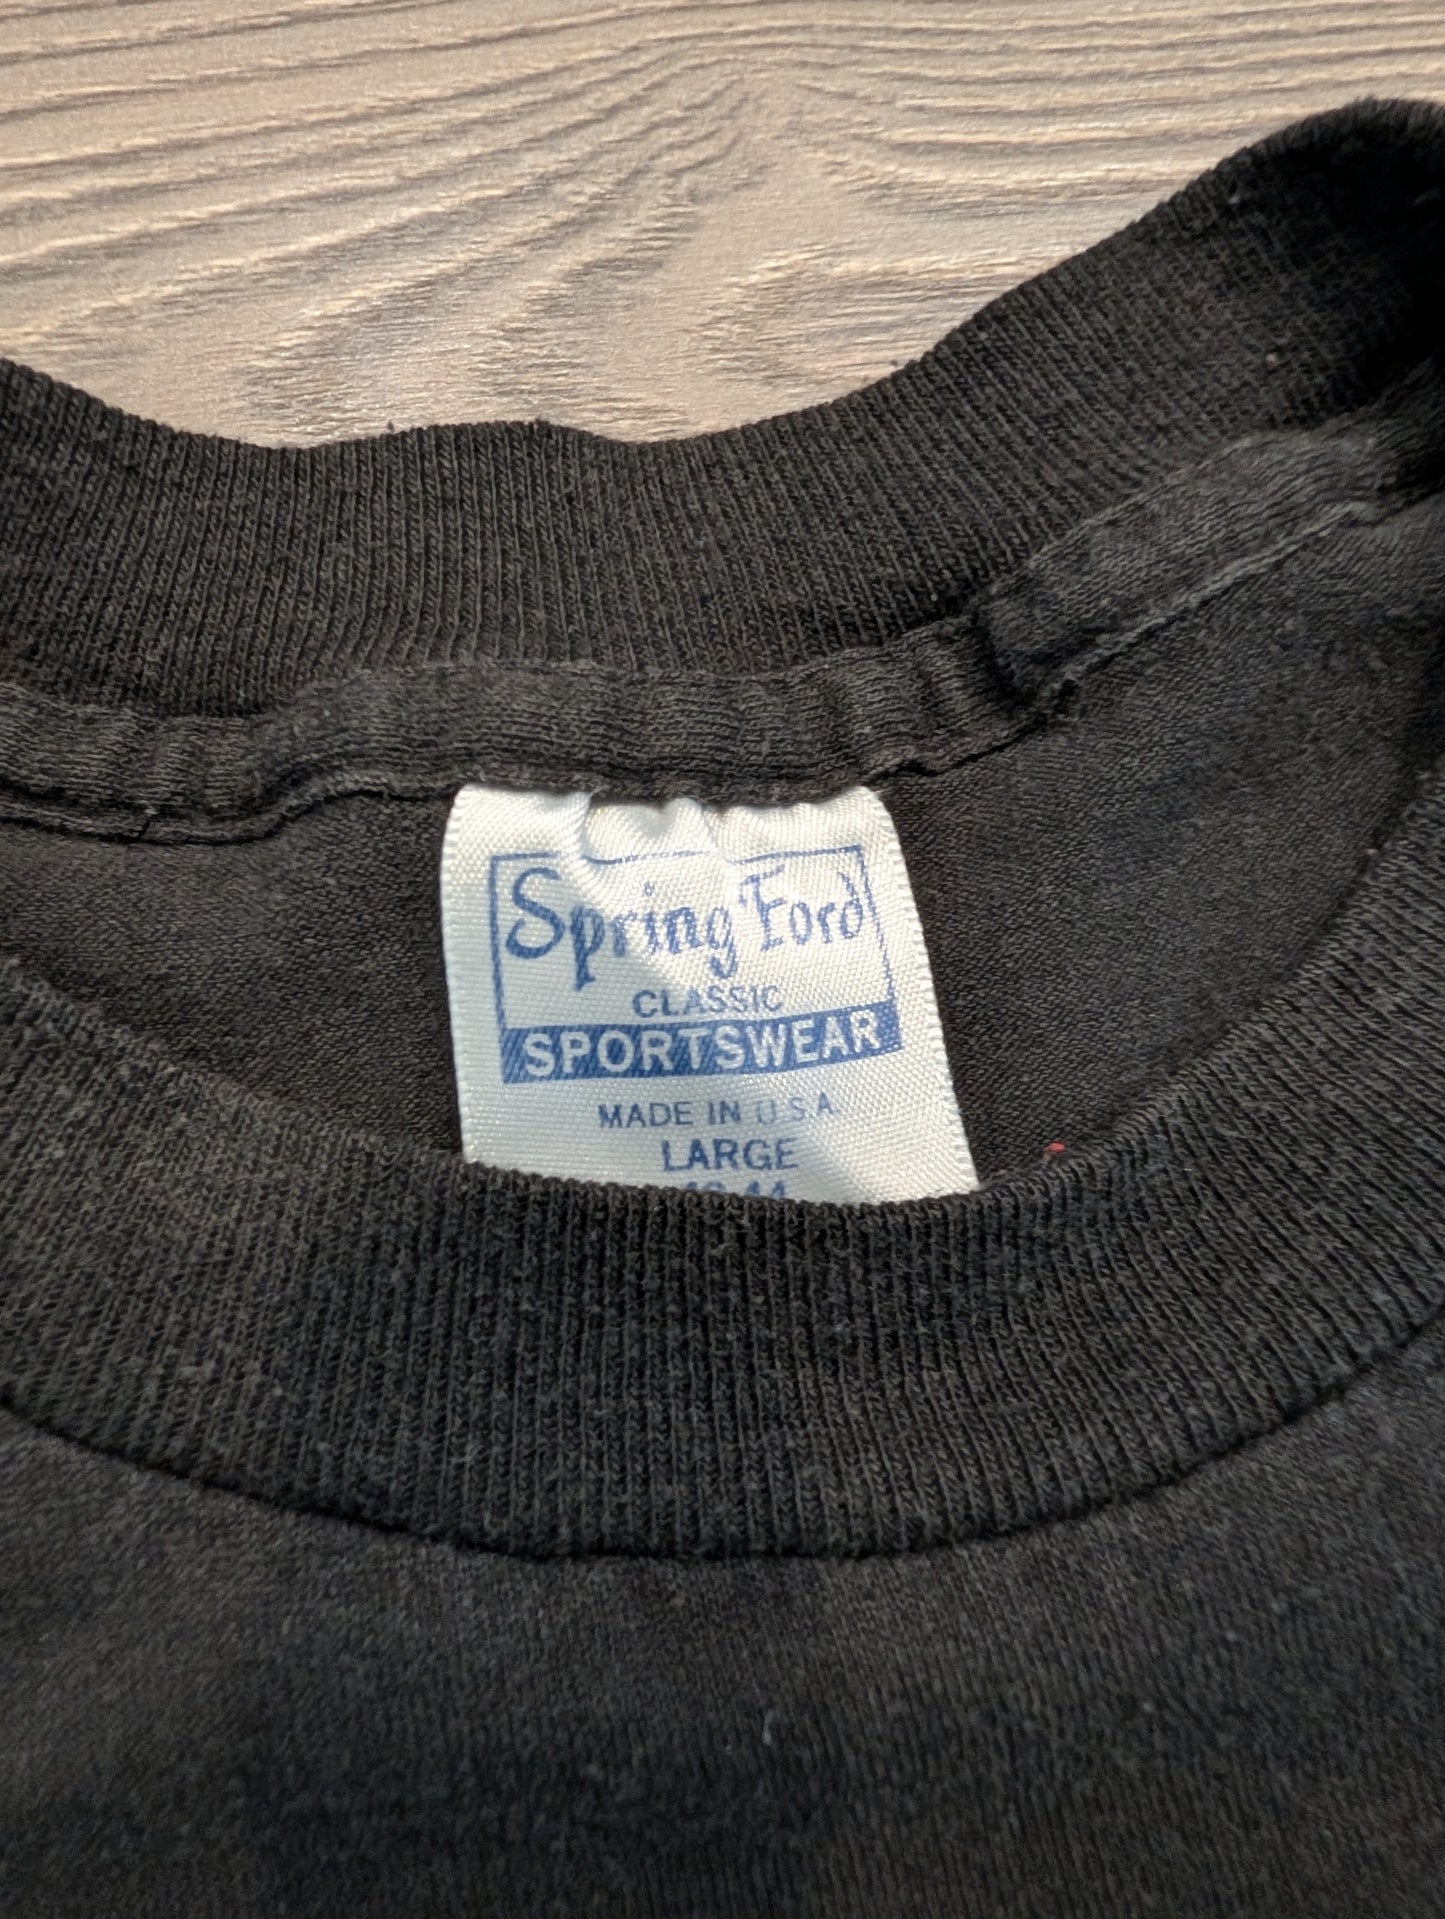 Spring Ford
CLASSIC
SPORTSWEAR
MADE IN U.S.A.
LARGE